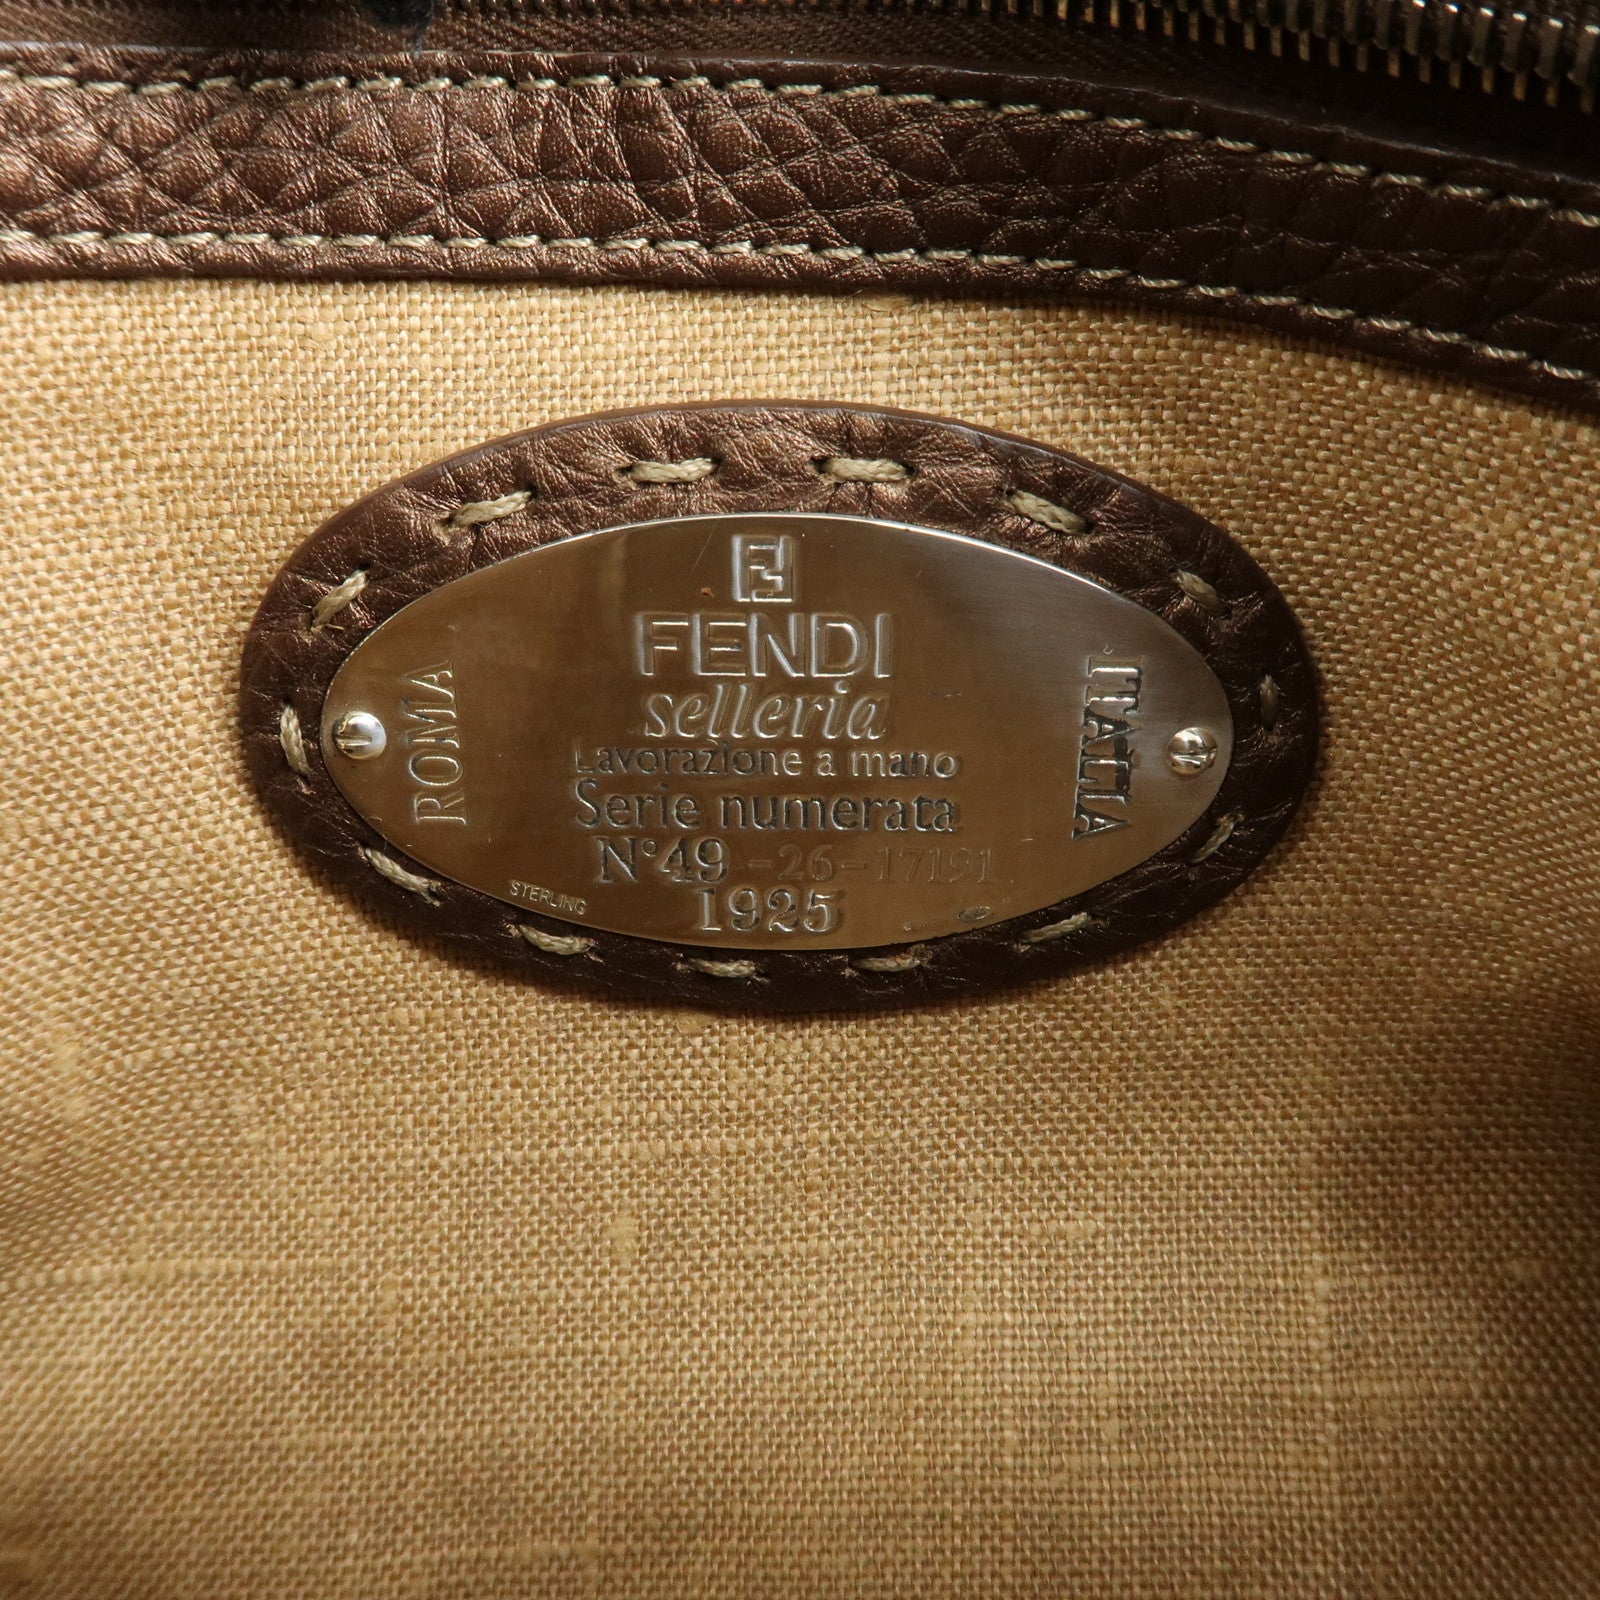 FENDI
selleria
Lavorazione a mano
Serie numerata
N°49 -26-17191
1925
ROMA
ITALIA
STERLING